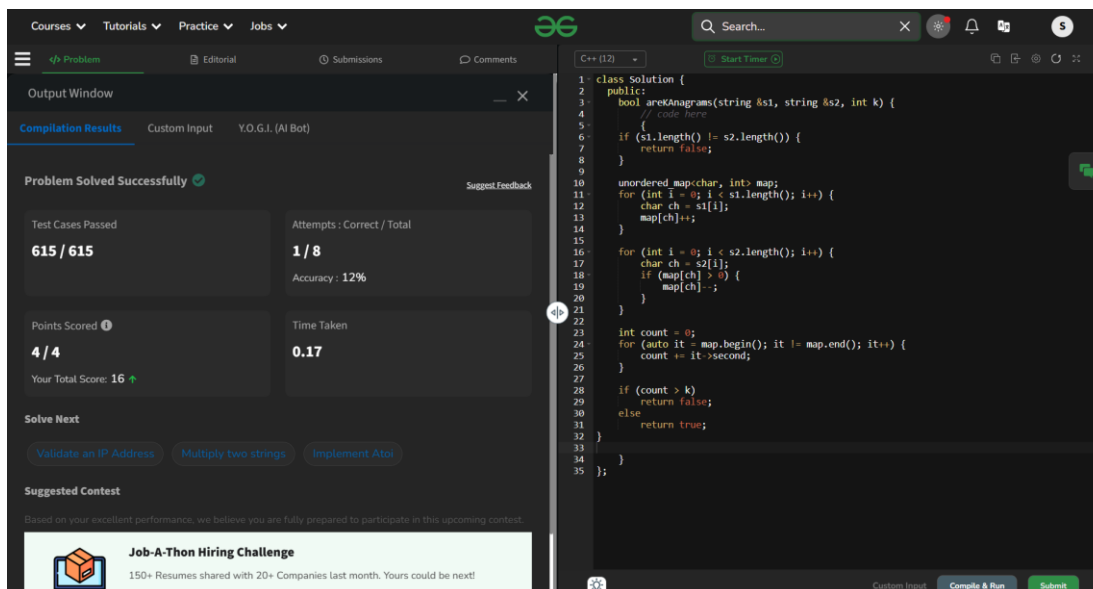 Courses Tutorials Practice Jobs
Search...
S
</> Problem Editorial Submissions Comments
Output Window
Compilation Results Custom Input Y.O.G.I. (AI Bot)
Problem Solved Successfully
Suggest Feedback
Test Cases Passed
615 / 615
Attempts : Correct / Total
1 / 8
Accuracy : 12%
Points Scored
4 / 4
Your Total Score: 16
Time Taken
0.17
Solve Next
Validate an IP Address Multiply two strings Implement Atoi
Suggested Contest
Based on your excellent performance, we believe you are fully prepared to participate in this upcoming contest.
Job-A-Thon Hiring Challenge
150+ Resumes shared with 20+ Companies last month. Yours could be next!
C++ (12) Start Timer
1 class Solution {
2 public:
3 bool areKAnagrams(string &s1, string &s2, int k) {
4 // code here
5 {
6 if (s1.length() != s2.length()) {
7 return false;
8 }
9
10 unordered_map<char, int> map;
11 for (int i = 0; i < s1.length(); i++) {
12 char ch = s1[i];
13 map[ch]++;
14 }
15
16 for (int i = 0; i < s2.length(); i++) {
17 char ch = s2[i];
18 if (map[ch] > 0) {
19 map[ch]--;
20 }
21 }
22
23 int count = 0;
24 for (auto it = map.begin(); it != map.end(); it++) {
25 count += it->second;
26 }
27
28 if (count > k)
29 return false;
30 else
31 return true;
32 }
33
34 }
35 };
Custom Input Compile & Run Submit